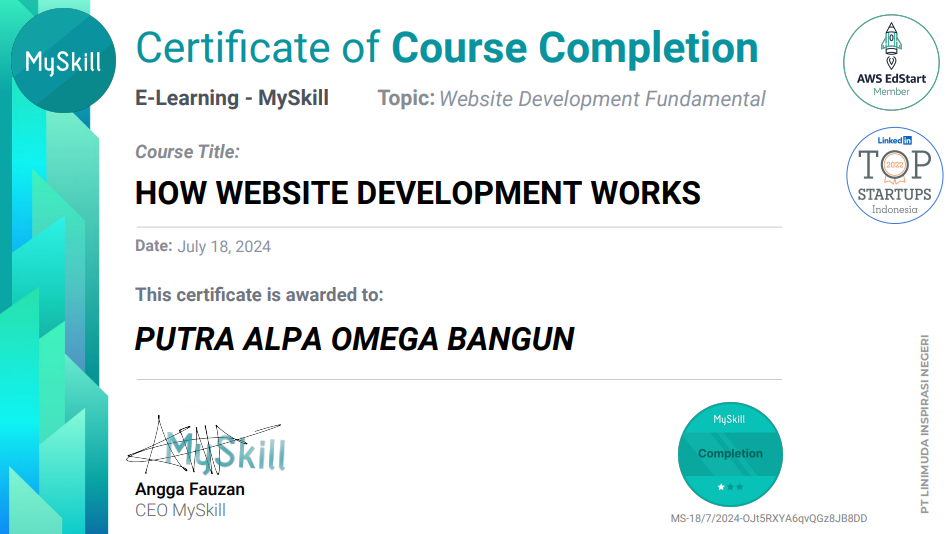 MySkill
Certificate of Course Completion
E-Learning - MySkill
Topic: Website Development Fundamental
Course Title:
HOW WEBSITE DEVELOPMENT WORKS
Date: July 18, 2024
This certificate is awarded to:
PUTRA ALPA OMEGA BANGUN
MySkill
Angga Fauzan
CEO MySkill
AWS EdStart
Member
LinkedIn
TOP
2022
STARTUPS
Indonesia
MySkill
Completion
MS-18/7/2024-OJt5RXYA6qvQGz8JB8DD
PT LINIMUDA INSPIRASI NEGERI